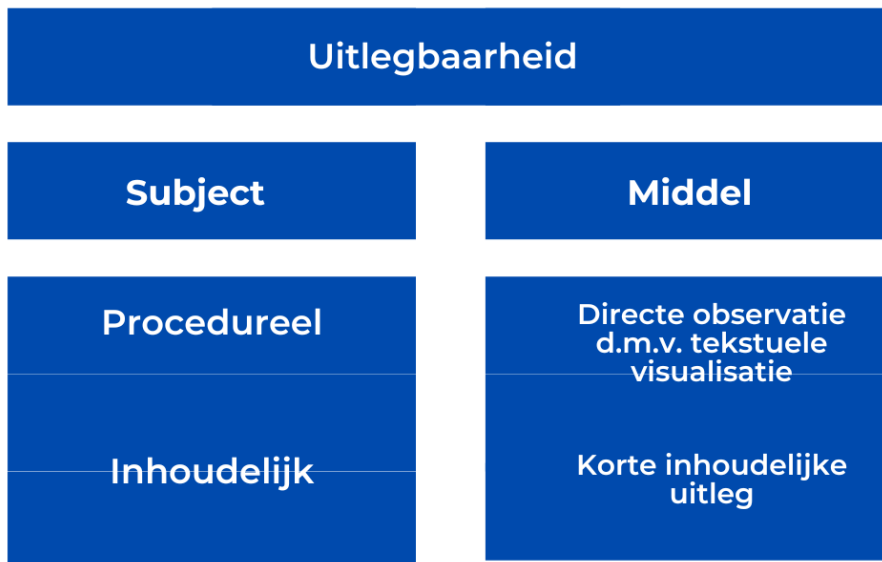 Uitlegbaarheid
Subject
Middel
Procedureel
Directe observatie
d.m.v. tekstuele
visualisatie
Inhoudelijk
Korte inhoudelijke
uitleg